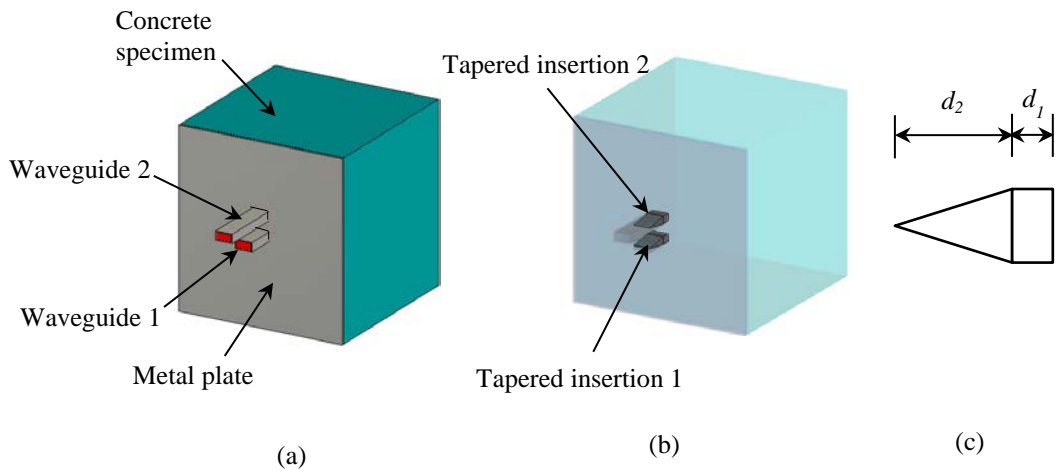 Concrete
specimen
Waveguide 2
Waveguide 1
Metal plate
(a)
Tapered insertion 2
Tapered insertion 1
(b)
d2
d1
(c)